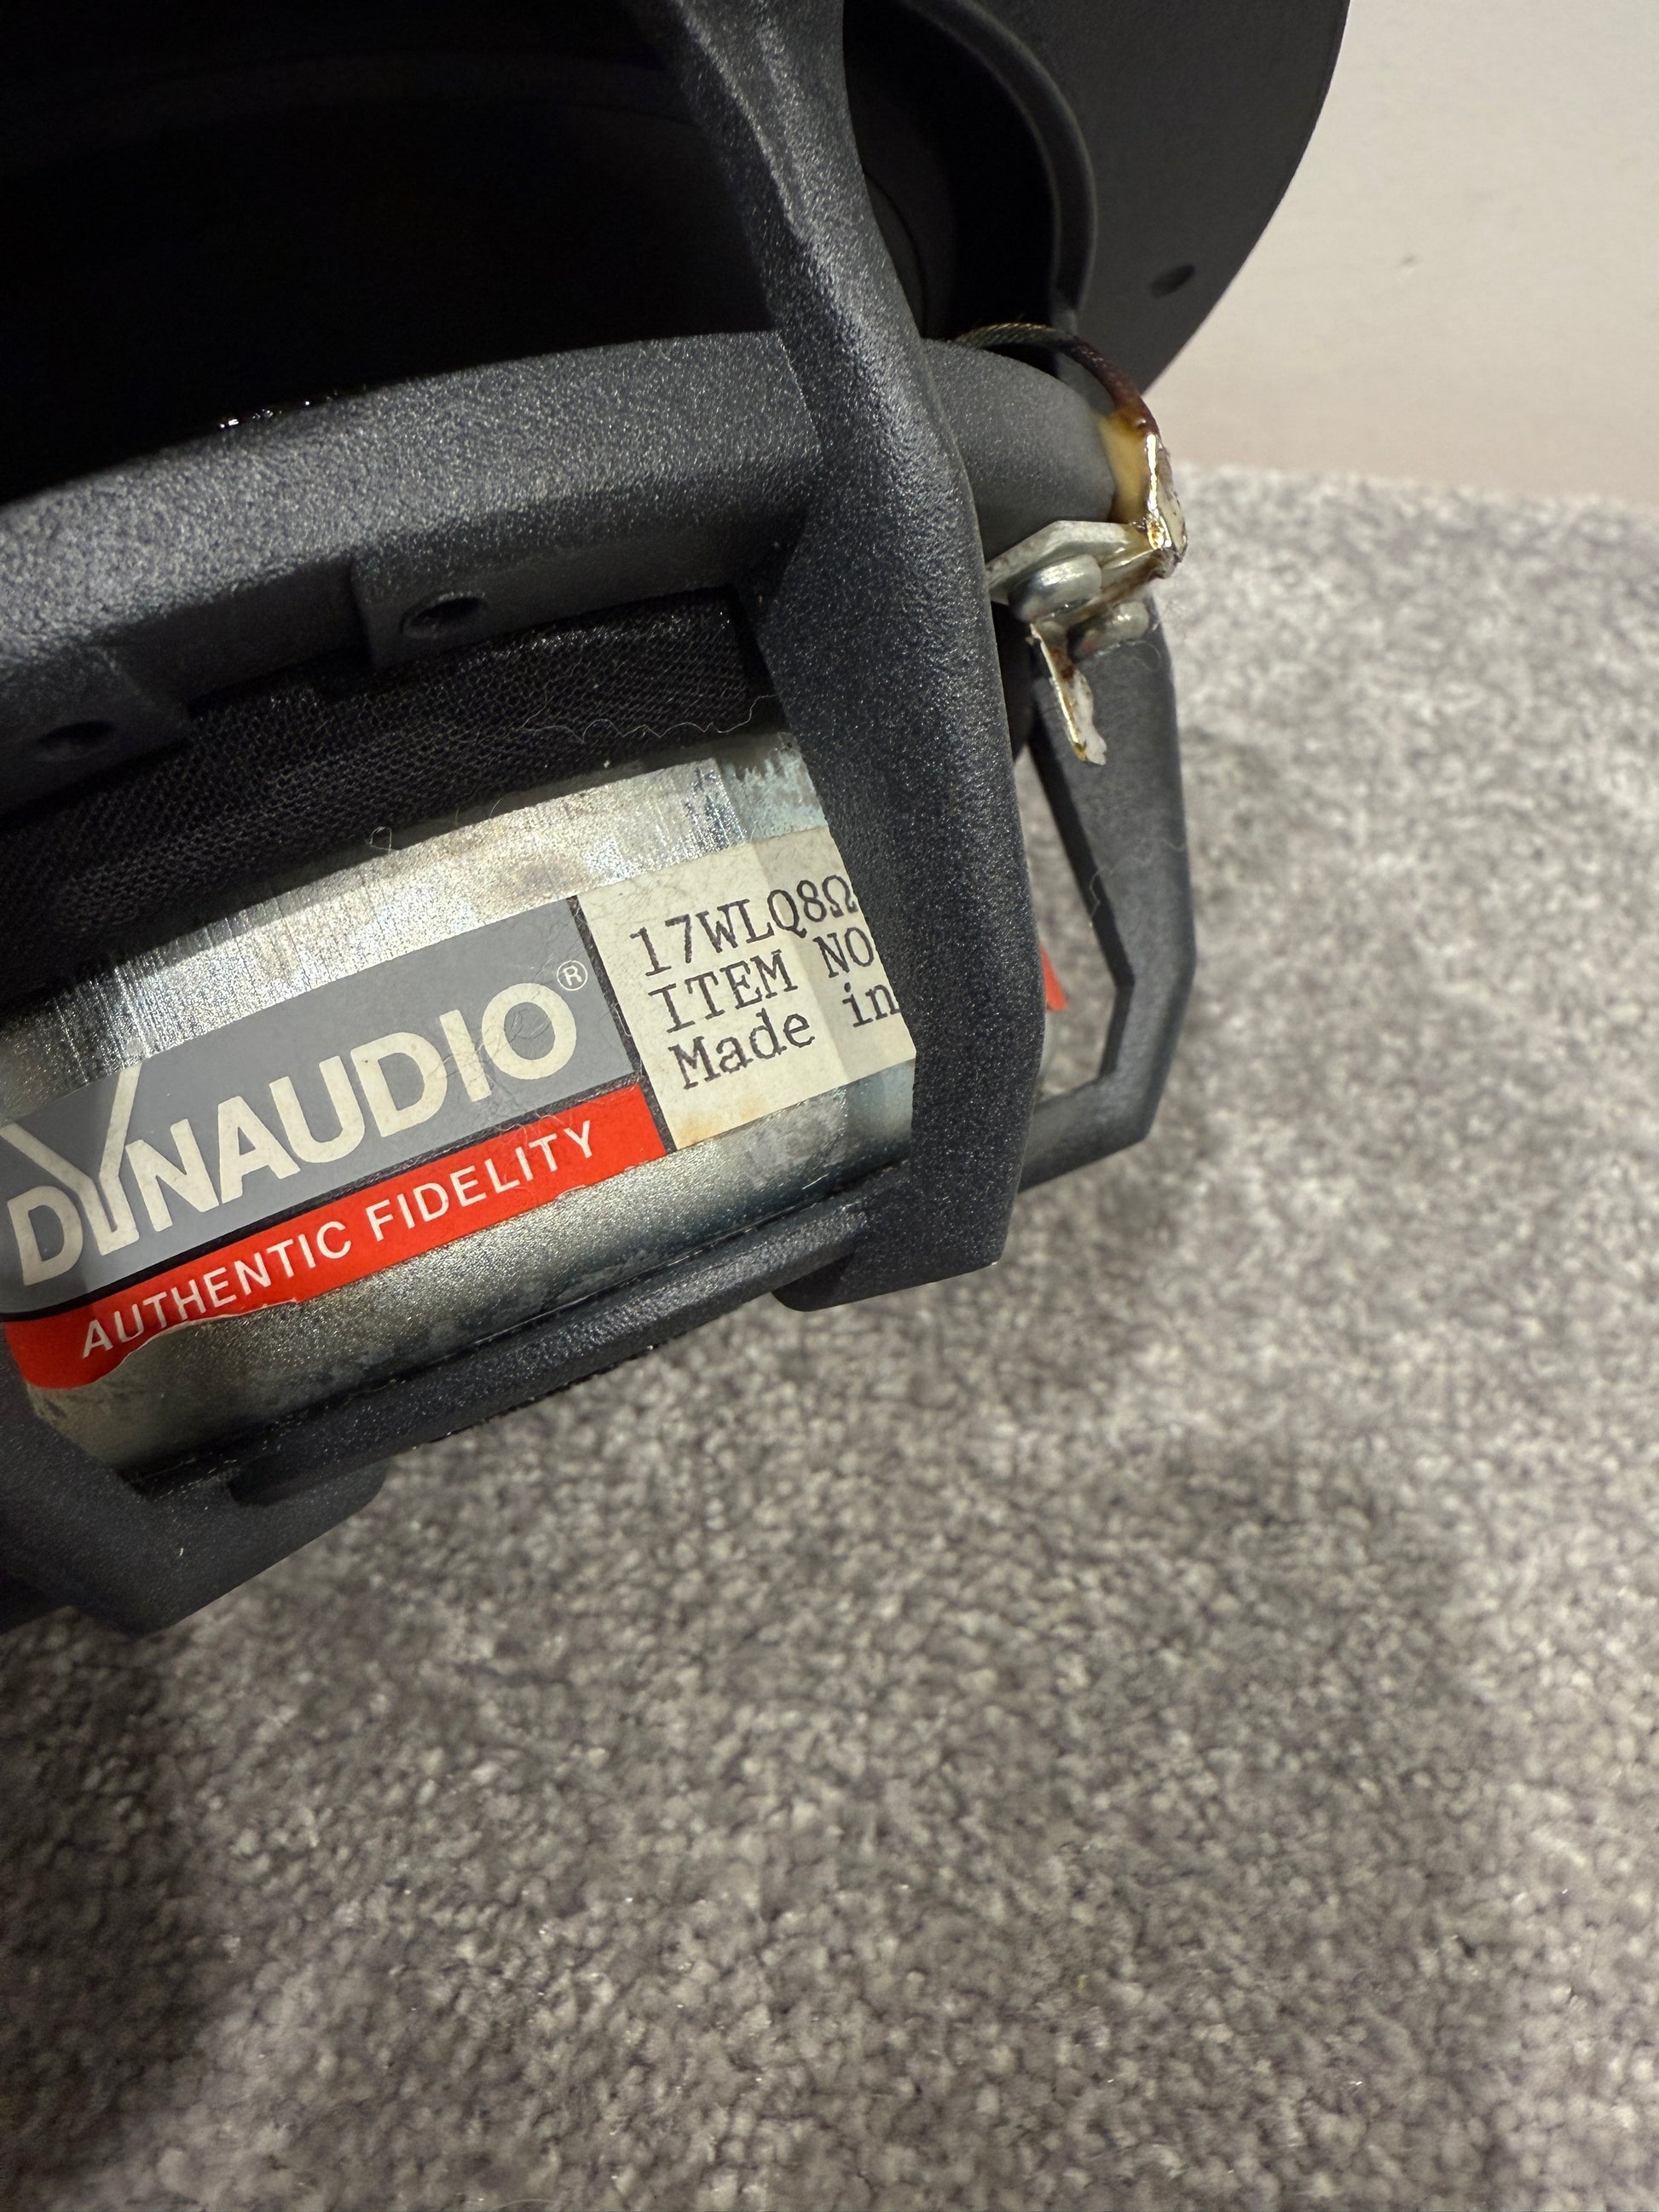 DYNAUDIO®
AUTHENTIC FIDELITY
17WLQ8Ω
ITEM NO
Made in